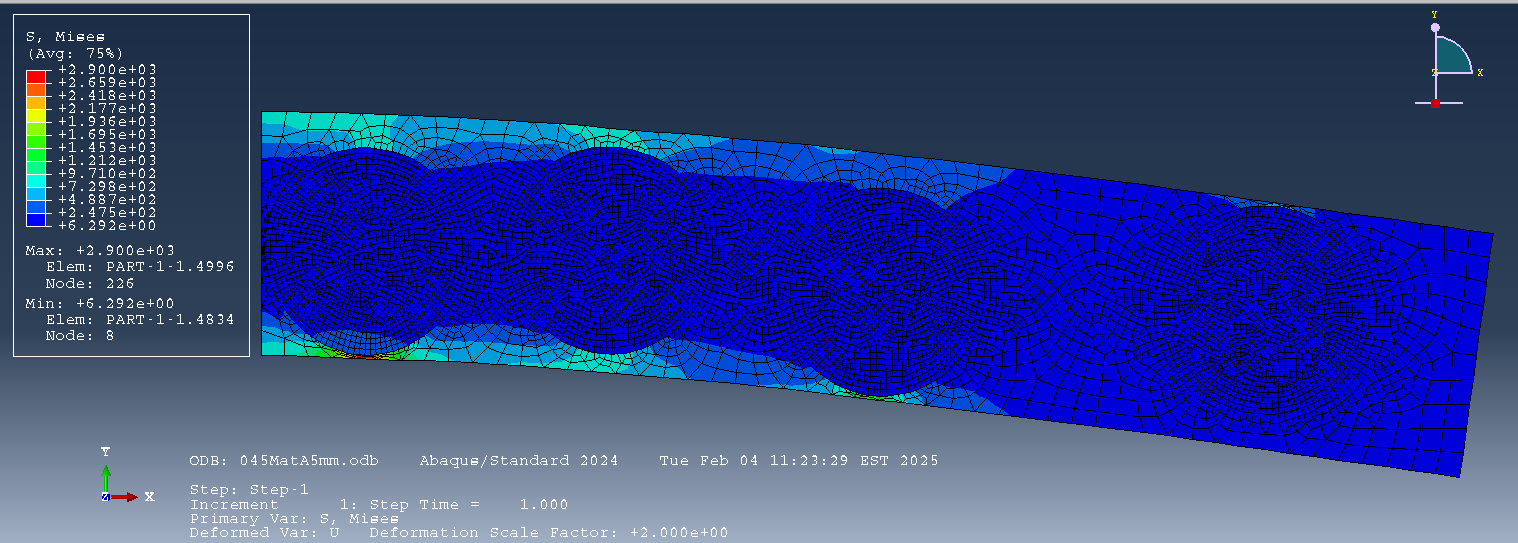 S, Mises
(Avg: 75%)
+2.900e+03
+2.659e+03
+2.418e+03
+2.177e+03
+1.936e+03
+1.695e+03
+1.453e+03
+1.212e+03
+9.710e+02
+7.298e+02
+4.887e+02
+2.475e+02
+6.292e+00
Max: +2.900e+03
Elem: PART-1-1.4996
Node: 226
Min: +6.292e+00
Elem: PART-1-1.4834
Node: 8
Y
Z X
Y
Z X
ODB: 045MatA5mm.odb Abaqus/Standard 2024 Tue Feb 04 11:23:29 EST 2025
Step: Step-1
Increment 1: Step Time = 1.000
Primary Var: S, Mises
Deformed Var: U Deformation Scale Factor: +2.000e+00